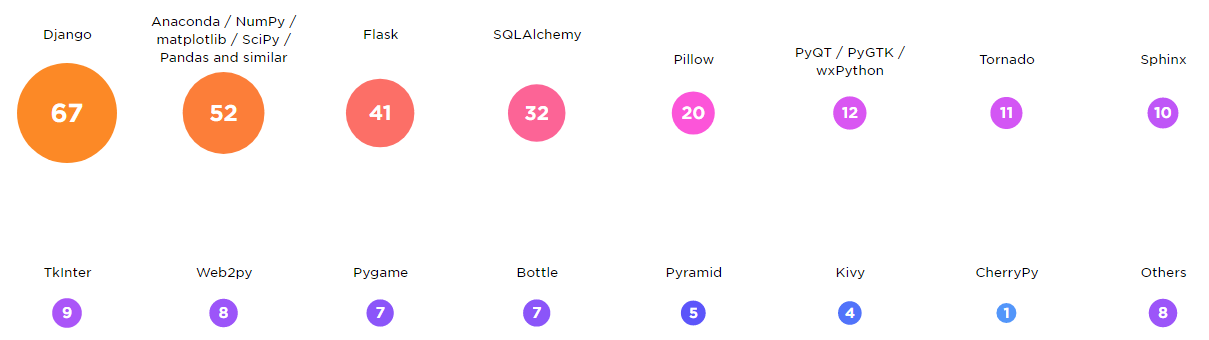 Django
Anaconda / NumPy /
matplotlib / SciPy /
Pandas and similar
Flask
SQLAlchemy
Pillow
PyQT / PyGTK /
wxPython
Tornado
Sphinx
67
52
41
32
20
12
11
10
TkInter
Web2py
Pygame
Bottle
Pyramid
Kivy
CherryPy
Others
9
8
7
7
5
4
1
8